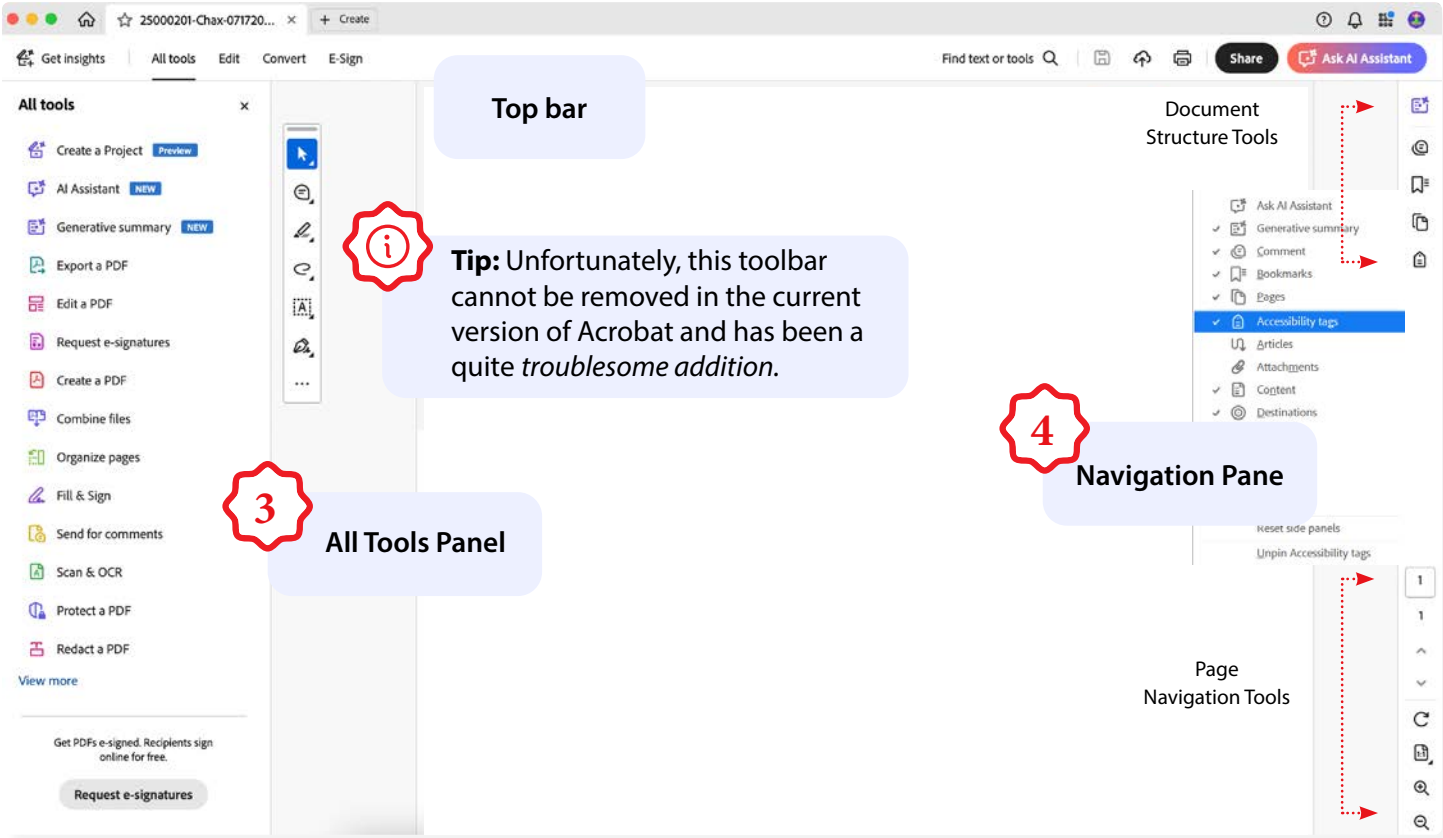 25000201-Chax-071720...
+ Create
Get insights
All tools
Edit
Convert
E-Sign
Find text or tools
Share
Ask AI Assistant
All tools
Create a Project Preview
AI Assistant NEW
Generative summary NEW
Export a PDF
Edit a PDF
Request e-signatures
Create a PDF
Combine files
Organize pages
Fill & Sign
Send for comments
Scan & OCR
Protect a PDF
Redact a PDF
View more
Get PDFs e-signed. Recipients sign
online for free.
Request e-signatures
Top bar
i
Tip: Unfortunately, this toolbar
cannot be removed in the current
version of Acrobat and has been a
quite troublesome addition.
3
All Tools Panel
Document
Structure Tools
Ask AI Assistant
Generative summary
Comment
Bookmarks
Pages
Accessibility tags
Articles
Attachments
Content
Destinations
4
Navigation Pane
Reset side panels
Unpin Accessibility tags
Page
Navigation Tools
1
1